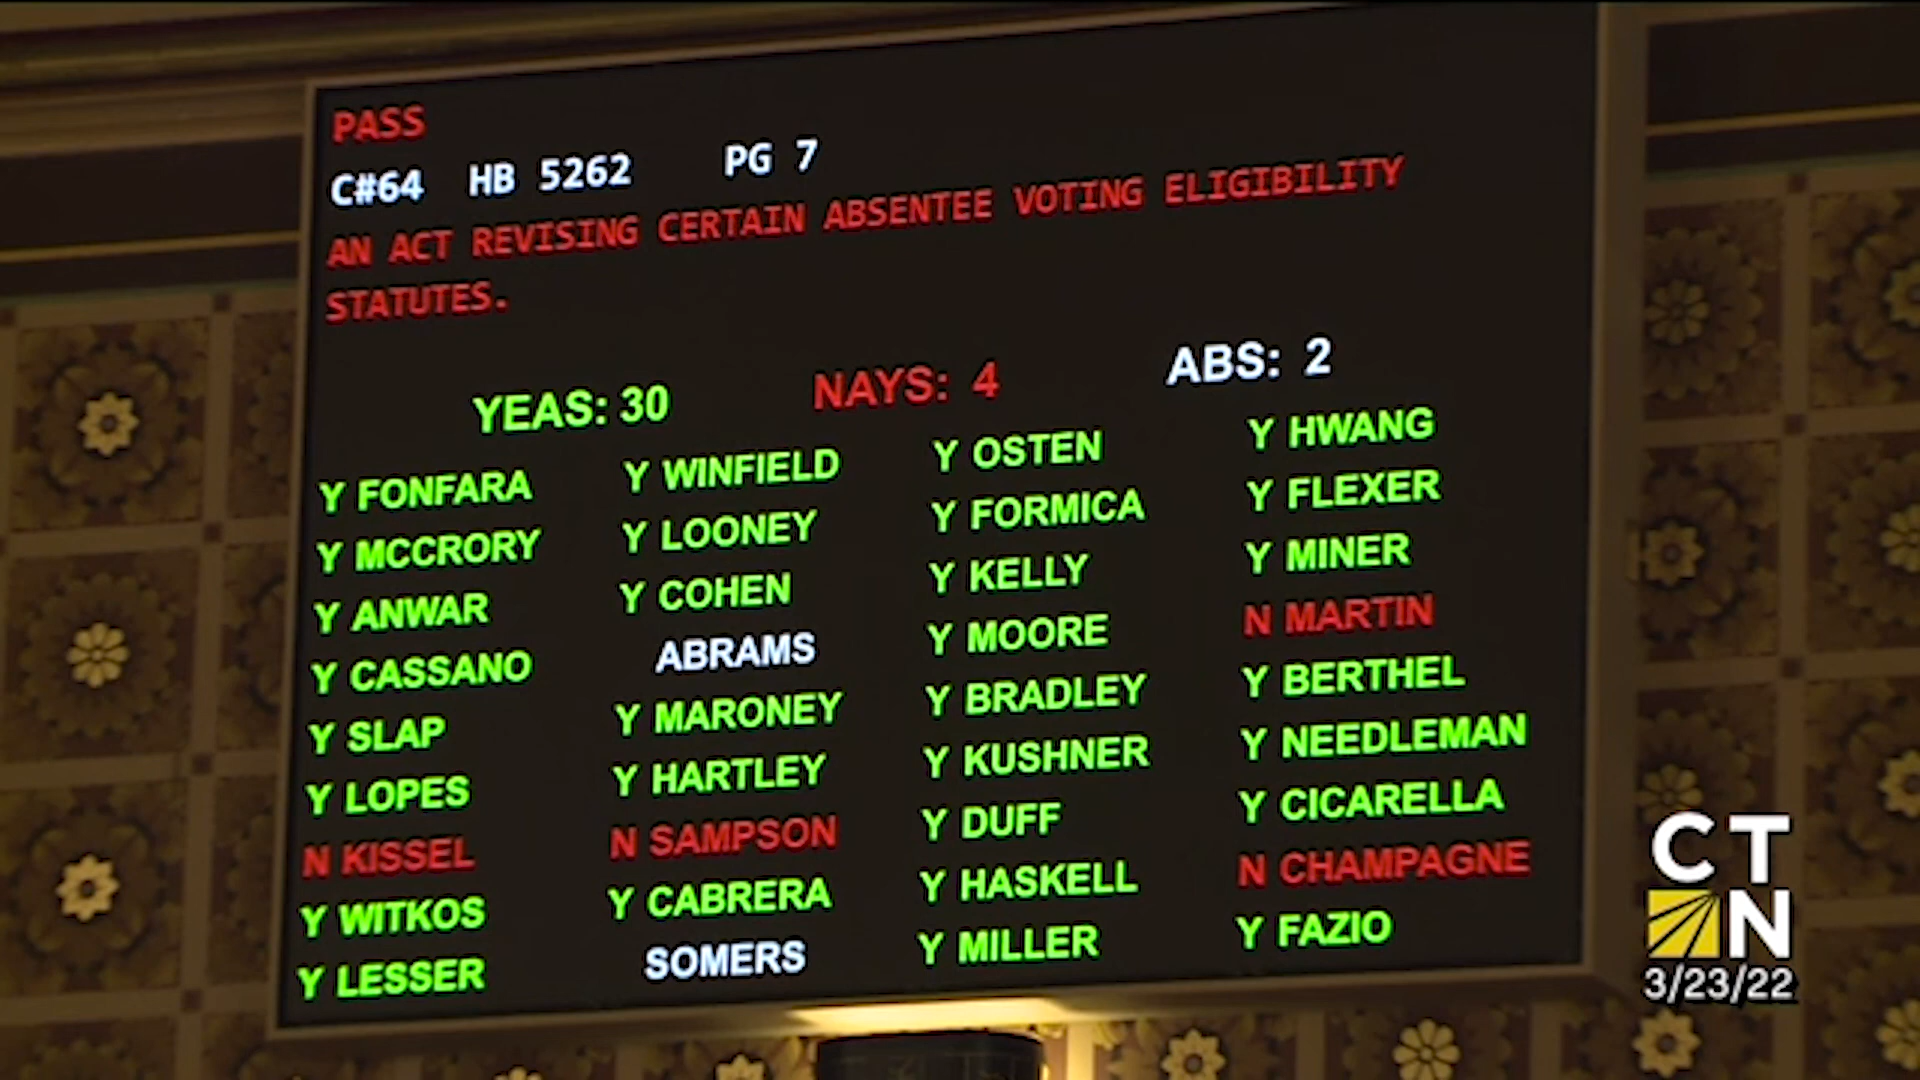 PASS
C#64 HB 5262 PG 7
AN ACT REVISING CERTAIN ABSENTEE VOTING ELIGIBILITY
STATUTES.
YEAS: 30 NAYS: 4 ABS: 2
Y FONFARA Y WINFIELD Y OSTEN Y HWANG
Y MCCRORY Y LOONEY Y FORMICA Y FLEXER
Y ANWAR Y COHEN Y KELLY Y MINER
Y CASSANO ABRAMS Y MOORE N MARTIN
Y SLAP Y MARONEY Y BRADLEY Y BERTHEL
Y LOPES Y HARTLEY Y KUSHNER Y NEEDLEMAN
N KISSEL N SAMPSON Y DUFF Y CICARELLA
Y WITKOS Y CABRERA Y HASKELL N CHAMPAGNE
Y LESSER SOMERS Y MILLER Y FAZIO
CT
N
3/23/22